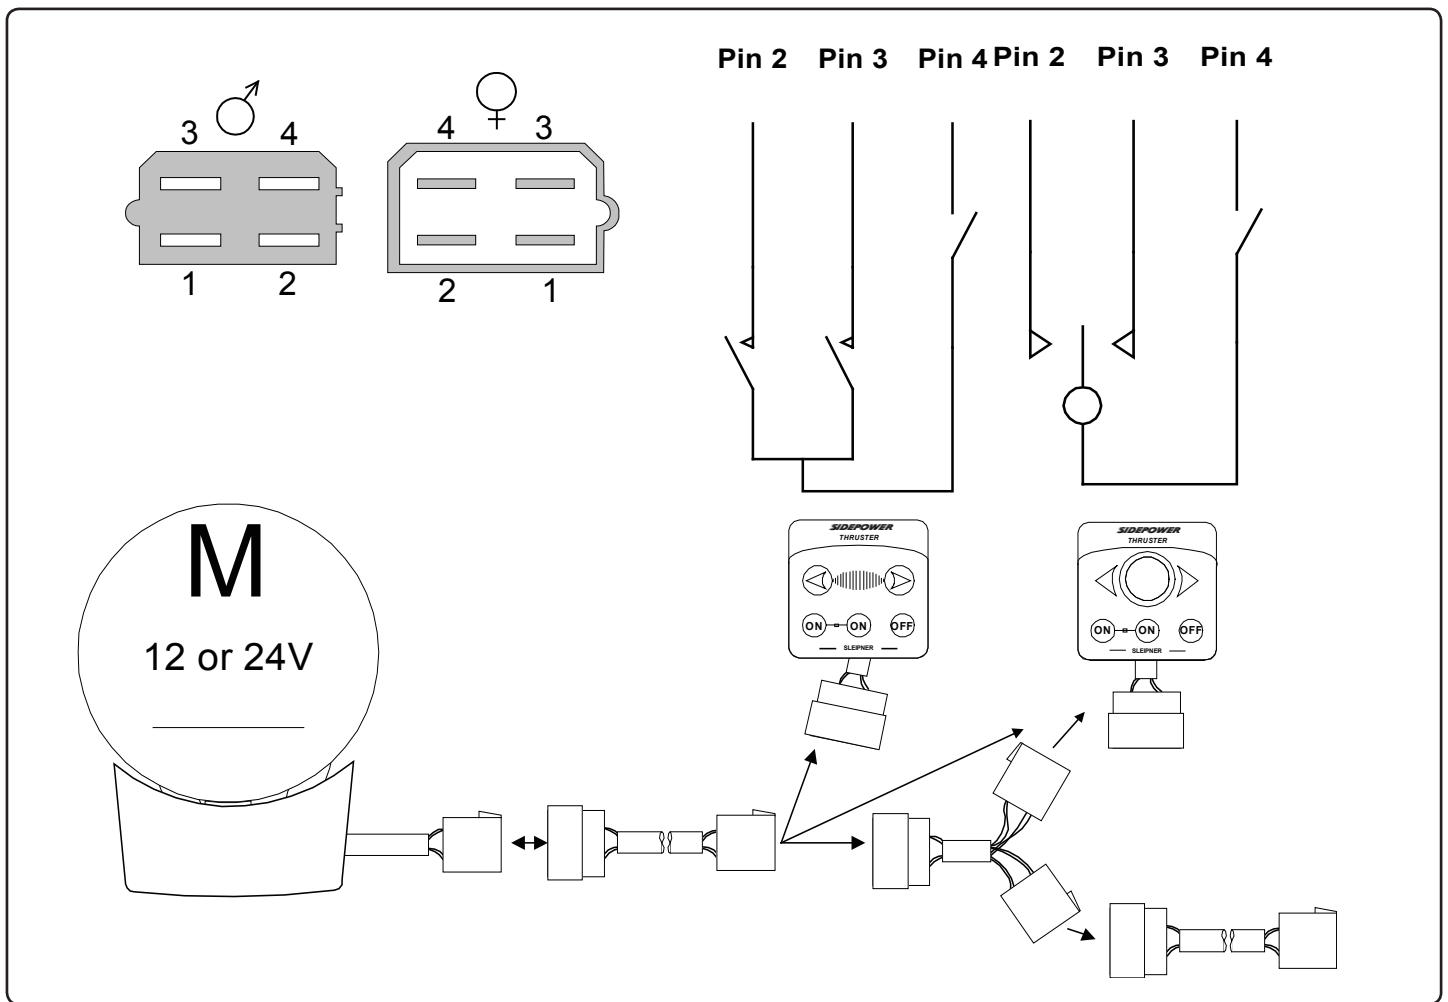 Pin 2 Pin 3 Pin 4 Pin 2 Pin 3 Pin 4
3 4
4 3
1 2
2 1
M
12 or 24V
SIDEPOWER
THRUSTER
ON ON OFF
SLEIPNER
SIDEPOWER
THRUSTER
ON ON OFF
SLEIPNER